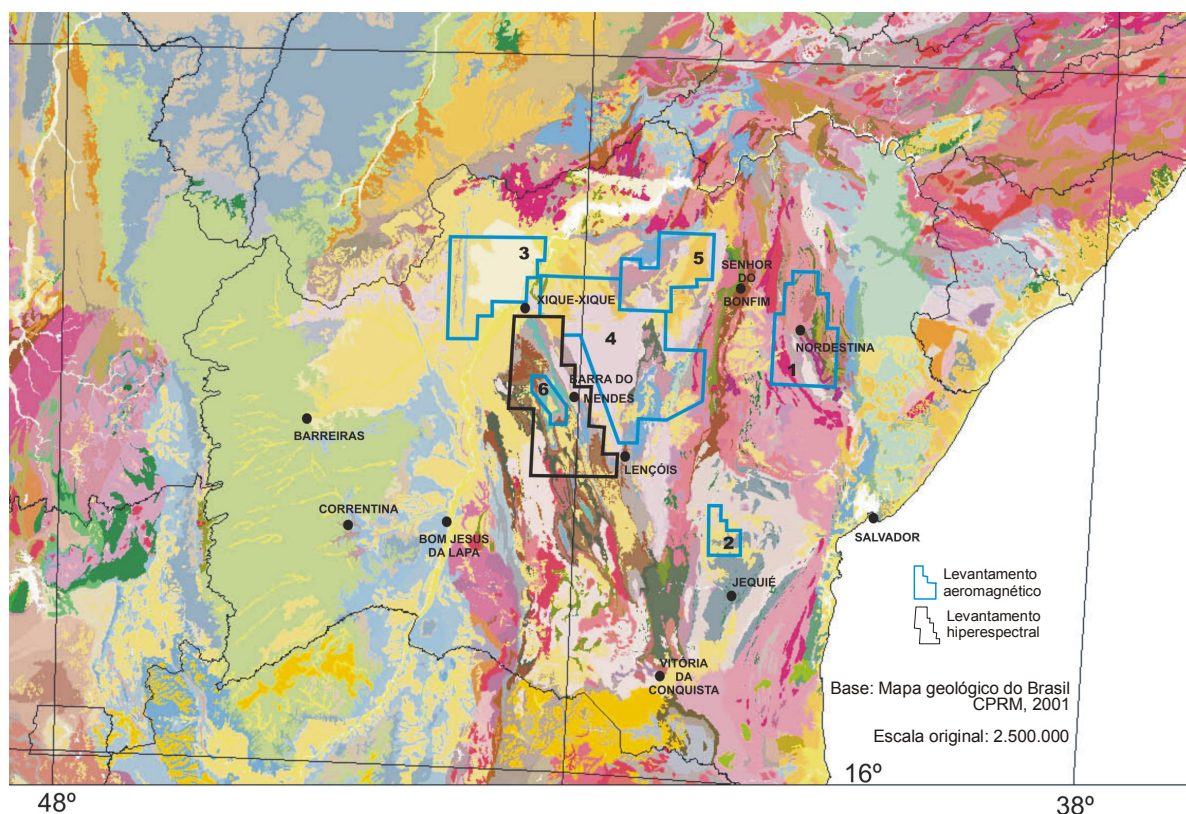 3
5
SENHOR
DO
BONFIM
XIQUE-XIQUE
4
NORDESTINA
1
6
BARRA DO
MENDES
BARREIRAS
LENÇÓIS
CORRENTINA
BOM JESUS
DA LAPA
SALVADOR
2
JEQUIÉ
Levantamento
aeromagnético
Levantamento
hiperespectral
VITÓRIA
DA
CONQUISTA
Base: Mapa geológico do Brasil
CPRM, 2001
Escala original: 2.500.000
16º
48º
38º